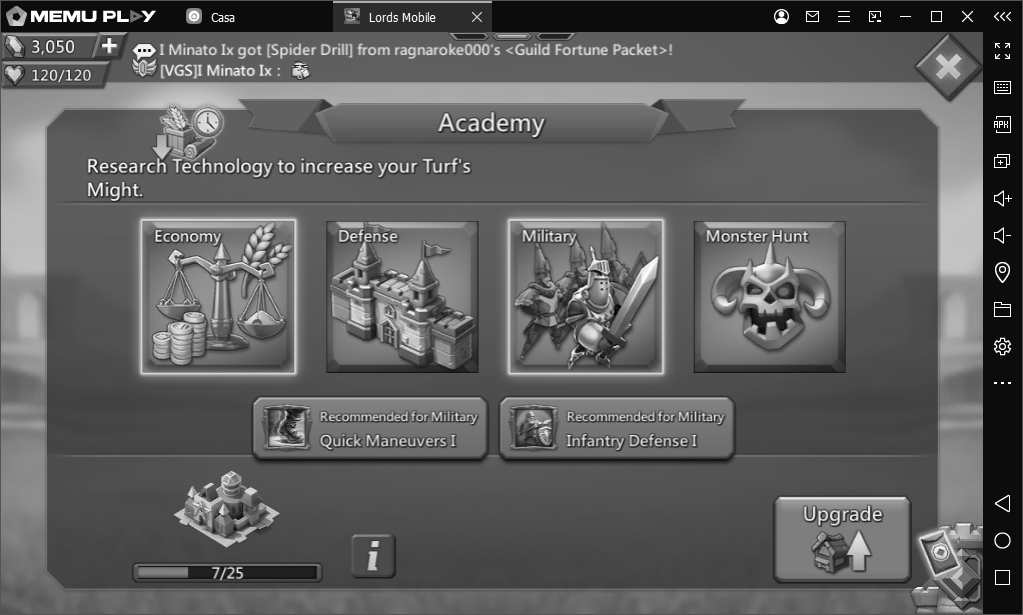 MEMU PLAY
Casa
Lords Mobile
3,050
120/120
I Minato Ix got [Spider Drill] from ragnaroke000's <Guild Fortune Packet>!
[VGS]I Minato Ix :
Academy
Research Technology to increase your Turf's
Might.
Economy
Defense
Military
Monster Hunt
Recommended for Military
Quick Maneuvers I
Recommended for Military
Infantry Defense I
7/25
i
Upgrade
APK